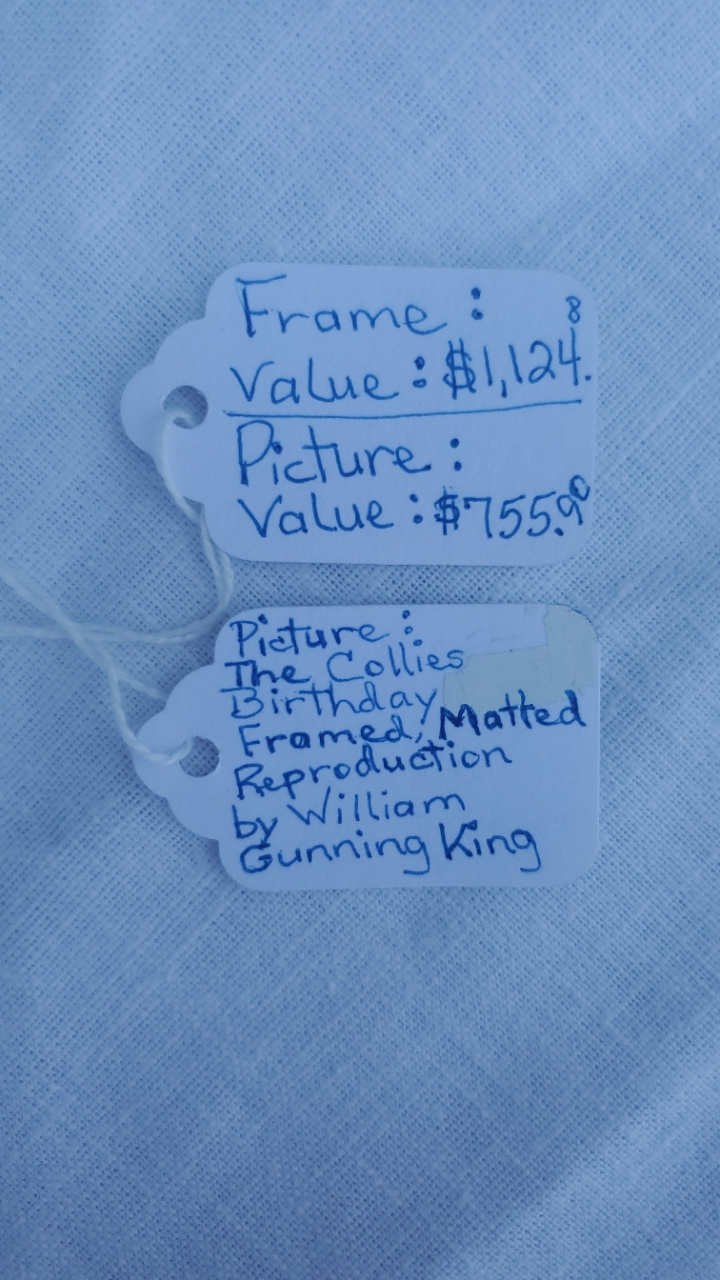 Frame :
8
Value : $1,124.
Picture :
Value : $755.90
Picture :
The Collies
Birthday
Framed, Matted
Reproduction
by William
Gunning King